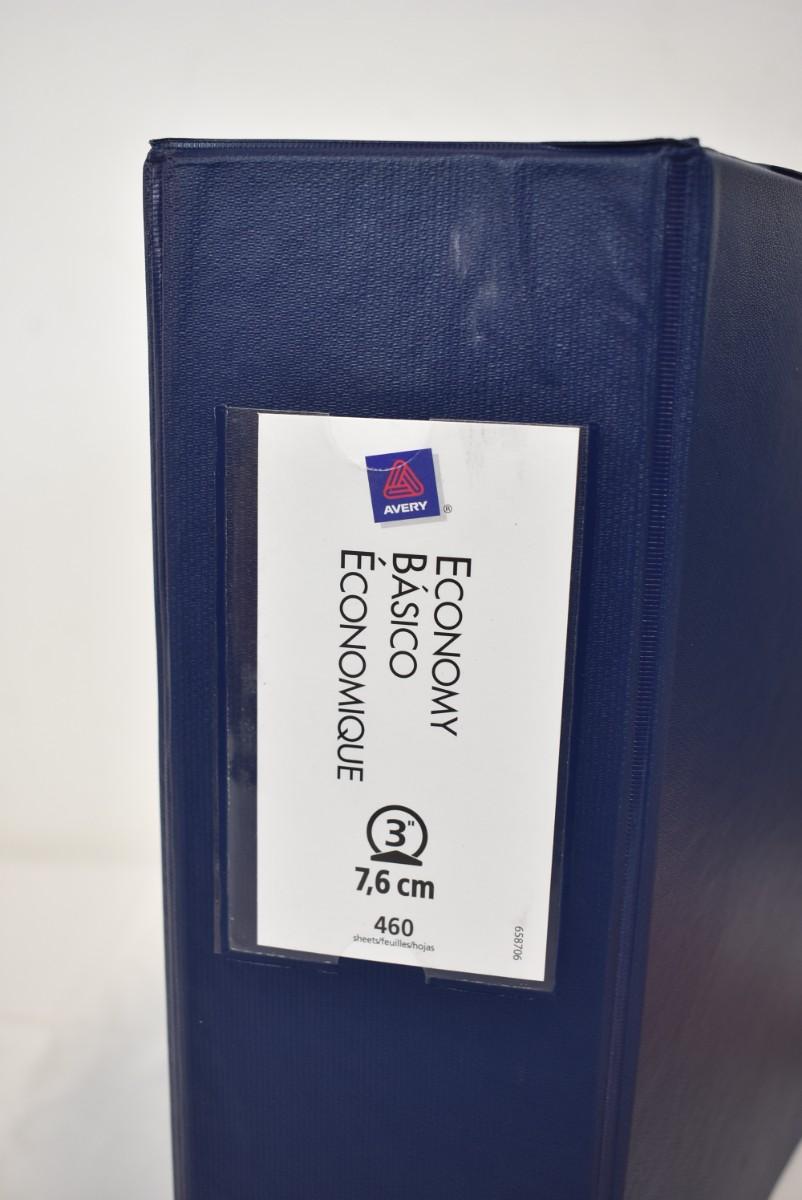 AVERY ®
ECONOMY
BÁSICO
ÉCONOMIQUE
3"
7,6 cm
460
sheets/feuilles/hojas
658706